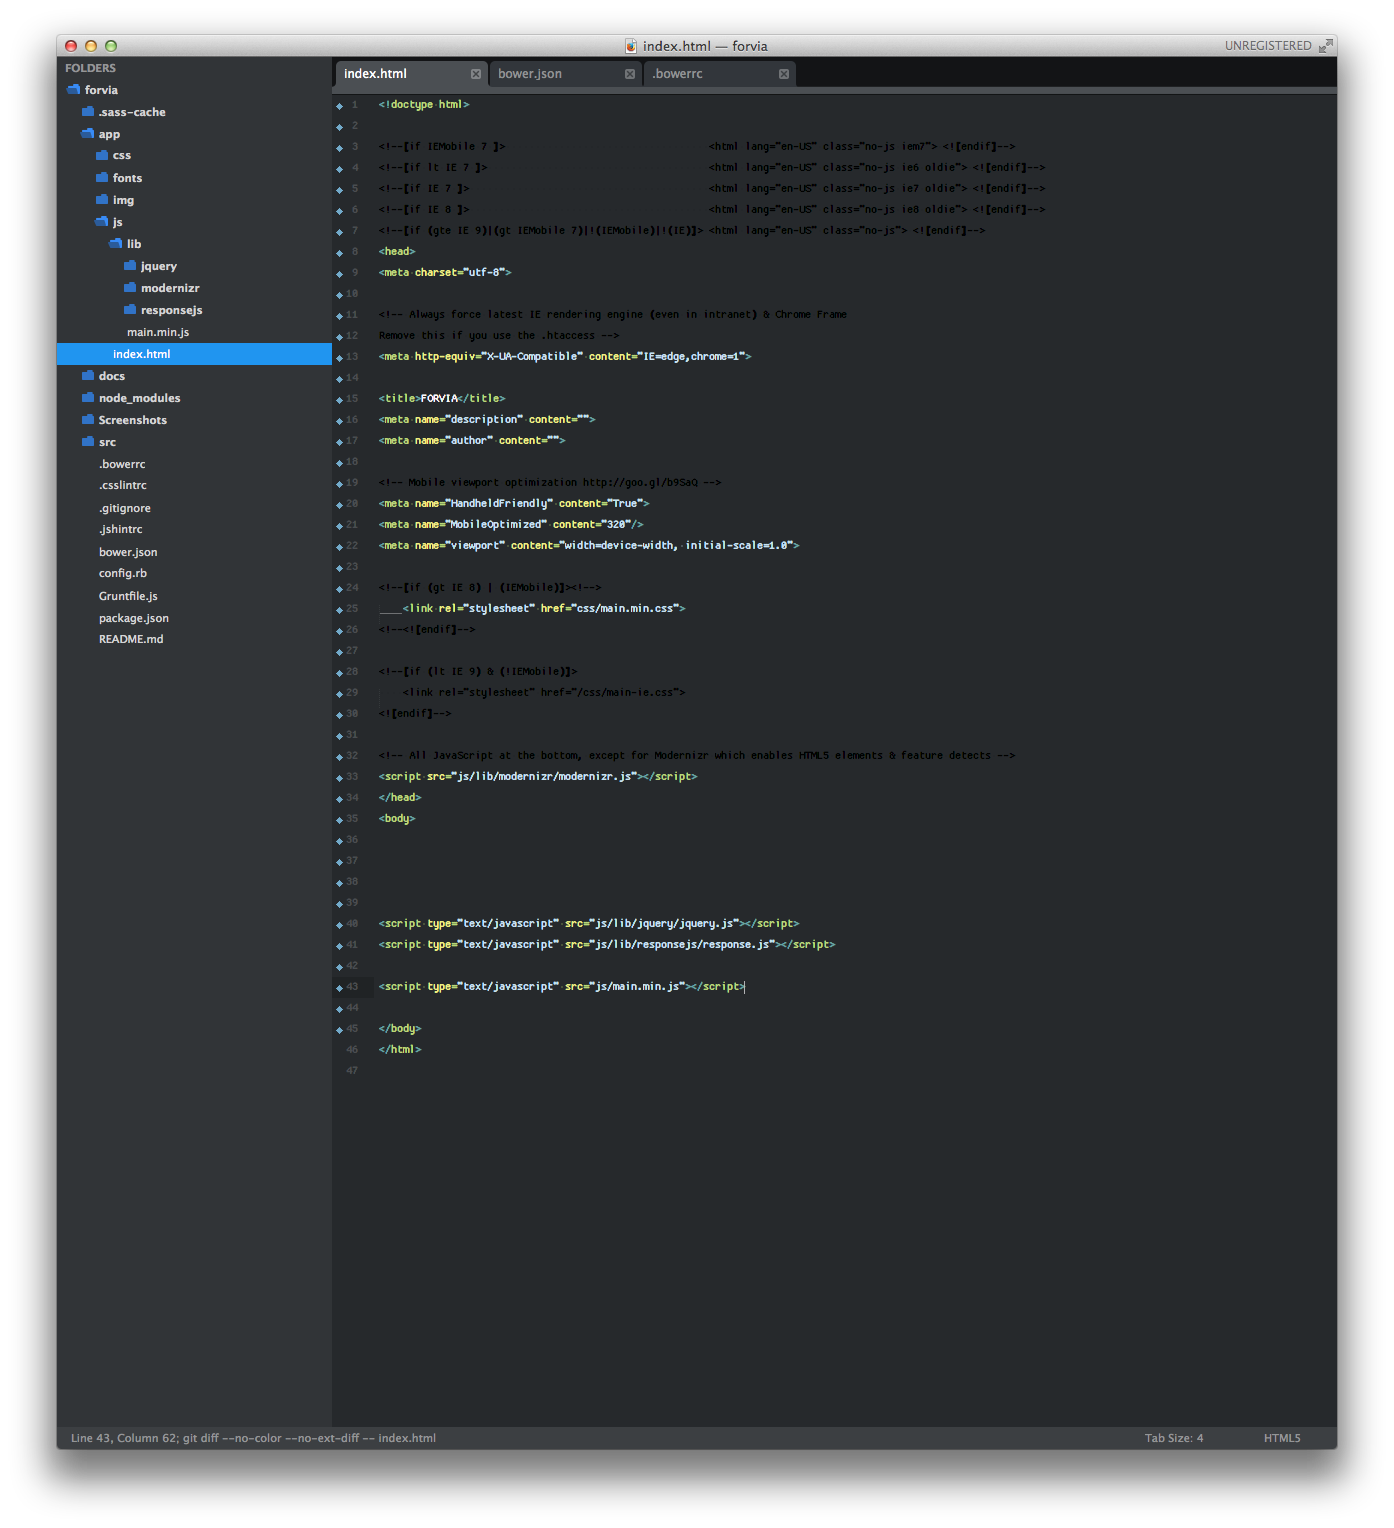 index.html — forvia
UNREGISTERED
FOLDERS
forvia
.sass-cache
app
css
fonts
img
js
lib
jquery
modernizr
responsejs
main.min.js
index.html
docs
node_modules
Screenshots
src
.bowerrc
.csslintrc
.gitignore
.jshintrc
bower.json
config.rb
Gruntfile.js
package.json
README.md
index.html
bower.json
.bowerrc
1 <!doctype html>
2
3 <!--[if IEMobile 7 ]> <html lang="en-US" class="no-js iem7"> <![endif]-->
4 <!--[if lt IE 7 ]> <html lang="en-US" class="no-js ie6 oldie"> <![endif]-->
5 <!--[if IE 7 ]> <html lang="en-US" class="no-js ie7 oldie"> <![endif]-->
6 <!--[if IE 8 ]> <html lang="en-US" class="no-js ie8 oldie"> <![endif]-->
7 <!--[if (gte IE 9)|(gt IEMobile 7)|!(IEMobile)|!(IE)]> <html lang="en-US" class="no-js"> <![endif]-->
8 <head>
9 <meta charset="utf-8">
10
11 <!-- Always force latest IE rendering engine (even in intranet) & Chrome Frame
12 Remove this if you use the .htaccess -->
13 <meta http-equiv="X-UA-Compatible" content="IE=edge,chrome=1">
14
15 <title>FORVIA</title>
16 <meta name="description" content="">
17 <meta name="author" content="">
18
19 <!-- Mobile viewport optimization http://goo.gl/b9SaQ -->
20 <meta name="HandheldFriendly" content="True">
21 <meta name="MobileOptimized" content="320"/>
22 <meta name="viewport" content="width=device-width, initial-scale=1.0">
23
24 <!--[if (gt IE 8) | (IEMobile)]><!-->
25 <link rel="stylesheet" href="css/main.min.css">
26 <!--<![endif]-->
27
28 <!--[if (lt IE 9) & (!IEMobile)]>
29 <link rel="stylesheet" href="/css/main-ie.css">
30 <![endif]-->
31
32 <!-- All JavaScript at the bottom, except for Modernizr which enables HTML5 elements & feature detects -->
33 <script src="js/lib/modernizr/modernizr.js"></script>
34 </head>
35 <body>
36
37
38
39
40 <script type="text/javascript" src="js/lib/jquery/jquery.js"></script>
41 <script type="text/javascript" src="js/lib/responsejs/response.js"></script>
42
43 <script type="text/javascript" src="js/main.min.js"></script>
44
45 </body>
46 </html>
47
Line 43, Column 62; git diff --no-color --no-ext-diff -- index.html
Tab Size: 4
HTML5